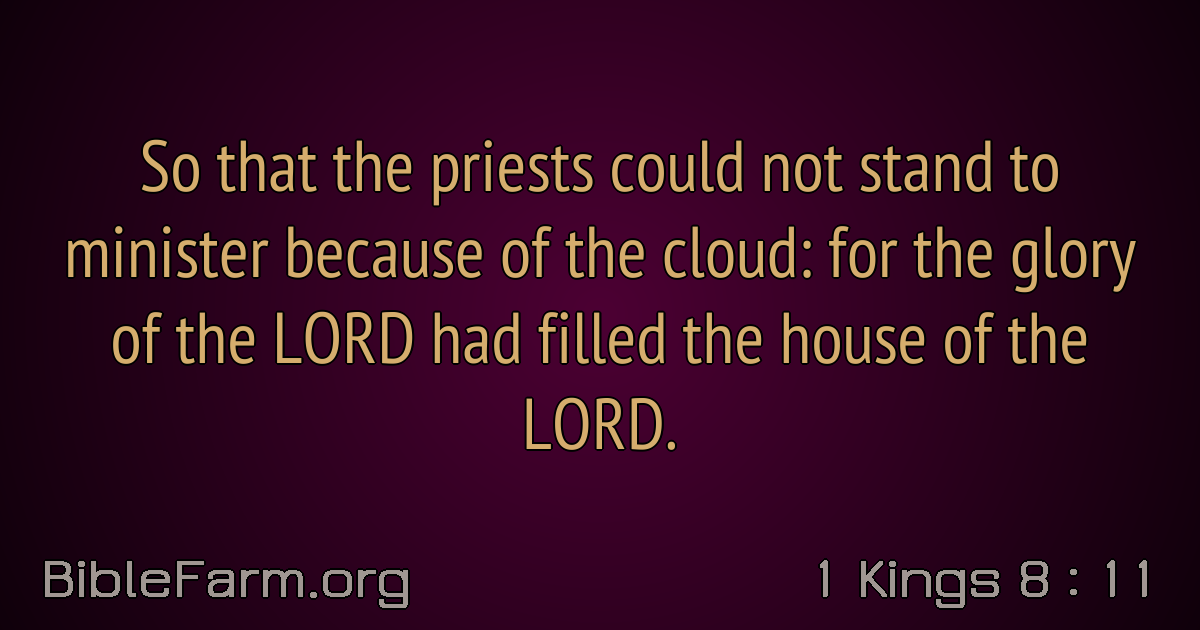 So that the priests could not stand to
minister because of the cloud: for the glory
of the LORD had filled the house of the
LORD.
BibleFarm.org
1 Kings 8 : 11